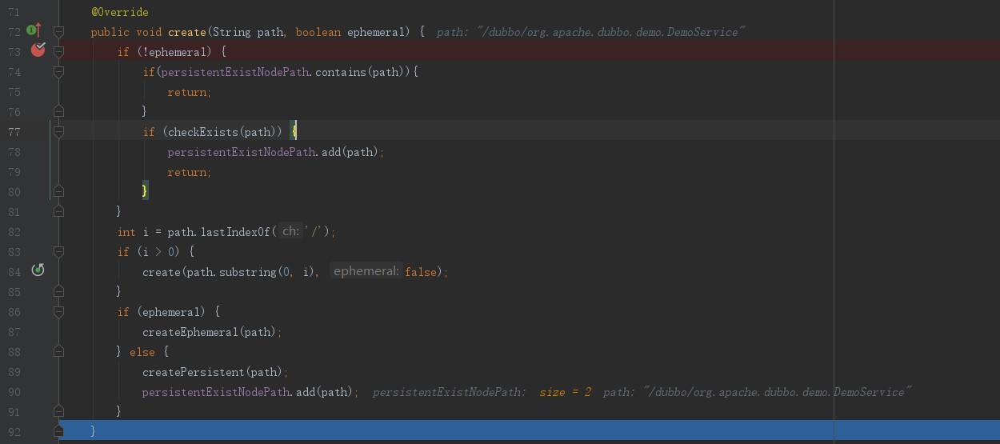 71 @Override
72 public void create(String path, boolean ephemeral) { path: "/dubbo/org.apache.dubbo.demo.DemoService"
73 if (!ephemeral) {
74 if(persistentExistNodePath.contains(path)){
75 return;
76 }
77 if (checkExists(path)) {
78 persistentExistNodePath.add(path);
79 return;
80 }
81 }
82 int i = path.lastIndexOf( ch: '/');
83 if (i > 0) {
84 create(path.substring(0, i), ephemeral: false);
85 }
86 if (ephemeral) {
87 createEphemeral(path);
88 } else {
89 createPersistent(path);
90 persistentExistNodePath.add(path); persistentExistNodePath: size = 2 path: "/dubbo/org.apache.dubbo.demo.DemoService"
91 }
92 }